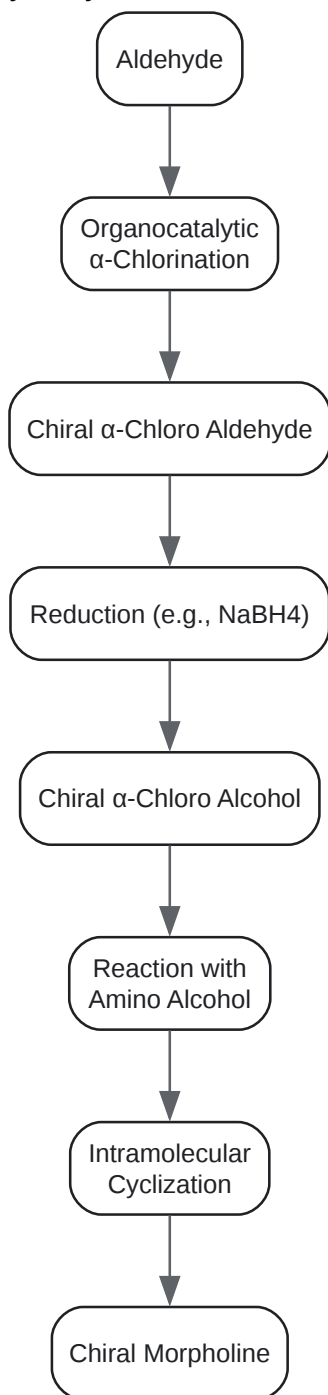 Aldehyde
Organocatalytic
α-Chlorination
Chiral α-Chloro Aldehyde
Reduction (e.g., NaBH4)
Chiral α-Chloro Alcohol
Reaction with
Amino Alcohol
Intramolecular
Cyclization
Chiral Morpholine